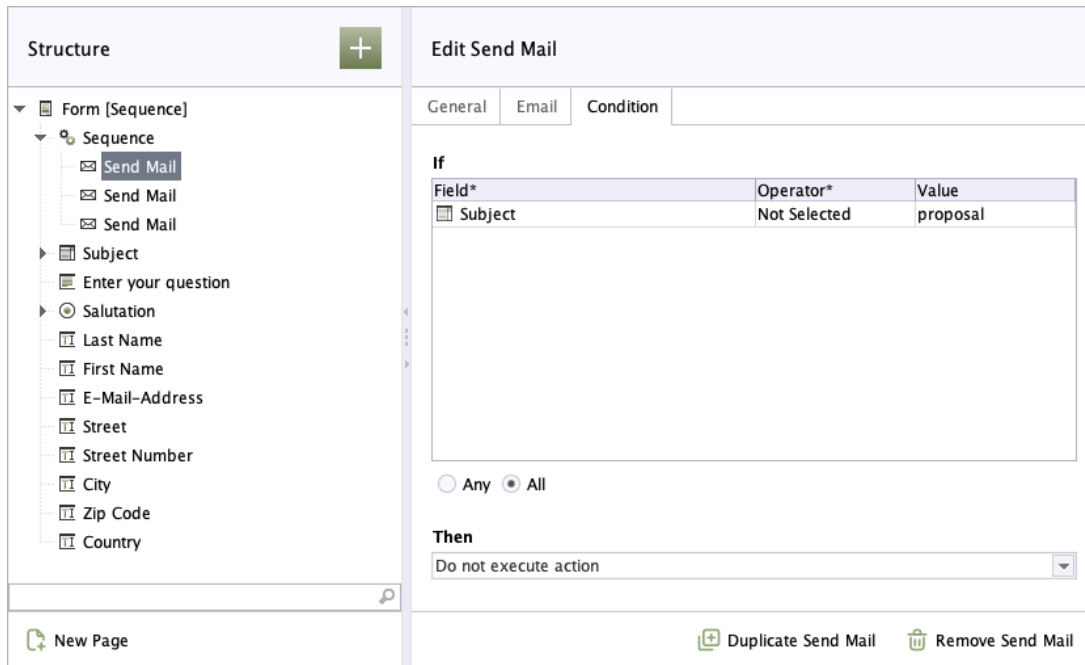 Structure
Form [Sequence]
Sequence
Send Mail
Send Mail
Send Mail
Subject
Enter your question
Salutation
Last Name
First Name
E-Mail-Address
Street
Street Number
City
Zip Code
Country
New Page
Edit Send Mail
General Email Condition
If
Field* Operator* Value
Subject Not Selected proposal
Any All
Then
Do not execute action
Duplicate Send Mail Remove Send Mail